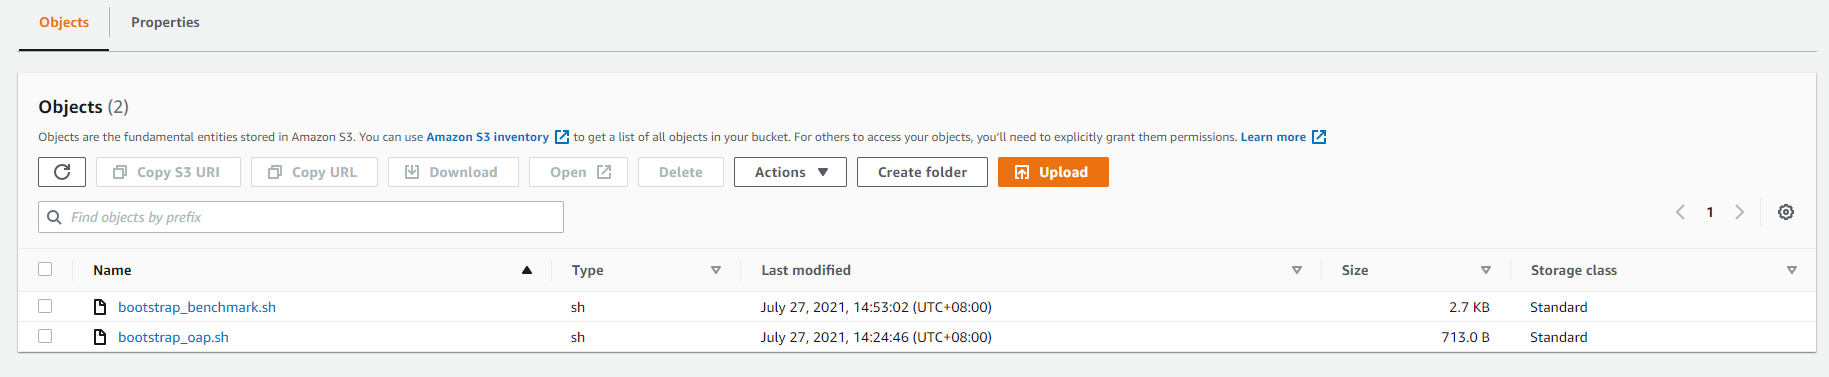 Objects Properties
Objects (2)
Objects are the fundamental entities stored in Amazon S3. You can use Amazon S3 inventory to get a list of all objects in your bucket. For others to access your objects, you'll need to explicitly grant them permissions. Learn more
Copy S3 URI Copy URL Download Open Delete Actions Create folder Upload
Find objects by prefix 1
Name Type Last modified Size Storage class
bootstrap_benchmark.sh sh July 27, 2021, 14:53:02 (UTC+08:00) 2.7 KB Standard
bootstrap_oap.sh sh July 27, 2021, 14:24:46 (UTC+08:00) 713.0 B Standard